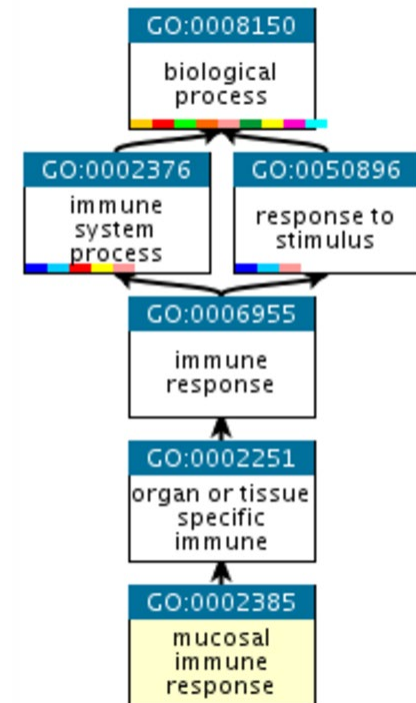 GO:0008150
biological
process
GO:0002376
immune
system
process
GO:0050896
response to
stimulus
GO:0006955
immune
response
GO:0002251
organ or tissue
specific
immune
GO:0002385
mucosal
immune
response